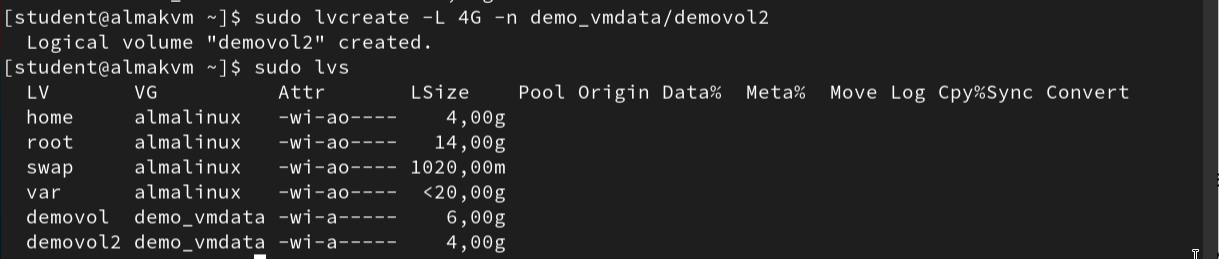 [student@almakvm ~]$ sudo lvcreate -L 4G -n demo_vmdata/demovol2
  Logical volume "demovol2" created.
[student@almakvm ~]$ sudo lvs
  LV       VG          Attr       LSize    Pool Origin Data%  Meta%  Move Log Cpy%Sync Convert
  home     almalinux   -wi-ao----    4,00g
  root     almalinux   -wi-ao----   14,00g
  swap     almalinux   -wi-ao---- 1020,00m
  var      almalinux   -wi-ao----  <20,00g
  demovol  demo_vmdata -wi-a-----    6,00g
  demovol2 demo_vmdata -wi-a-----    4,00g